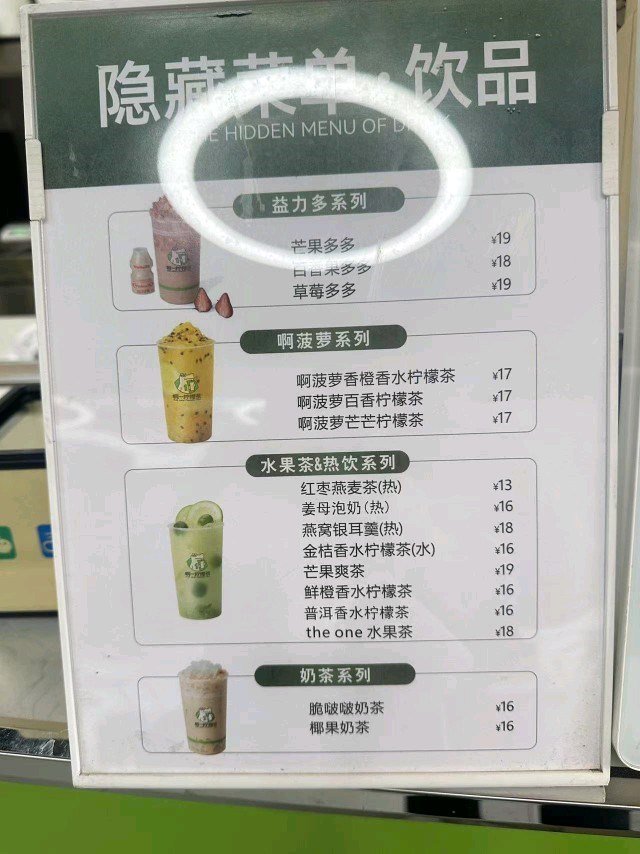 隐藏菜单·饮品
THE HIDDEN MENU OF DRINK
益力多系列
芒果多多 ¥19
百香果多多 ¥18
草莓多多 ¥19
啊菠萝系列
啊菠萝香橙香水柠檬茶 ¥17
啊菠萝百香柠檬茶 ¥17
啊菠萝芒芒柠檬茶 ¥17
水果茶&热饮系列
红枣燕麦茶(热) ¥13
姜母泡奶(热) ¥16
燕窝银耳羹(热) ¥18
金桔香水柠檬茶(水) ¥16
芒果爽茶 ¥19
鲜橙香水柠檬茶 ¥16
普洱香水柠檬茶 ¥16
the one 水果茶 ¥18
奶茶系列
脆啵啵奶茶 ¥16
椰果奶茶 ¥16